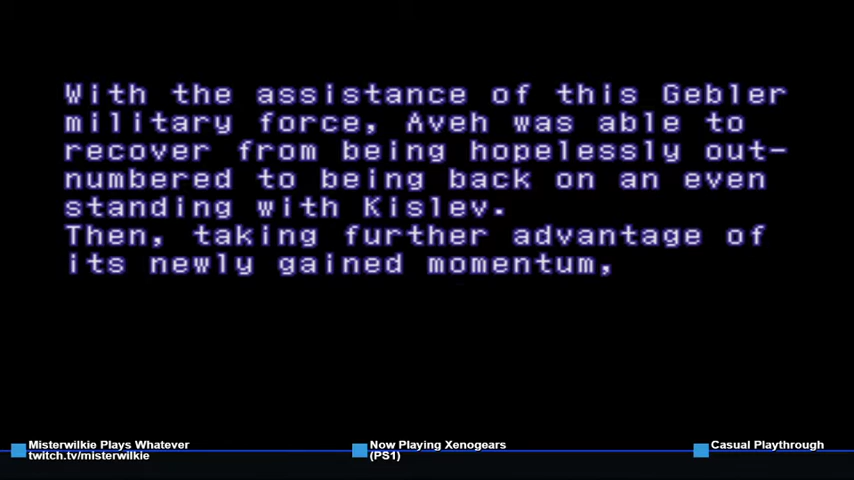 With the assistance of this Gebler
military force, Aveh was able to
recover from being hopelessly out-
numbered to being back on an even
standing with Kislev.
Then, taking further advantage of
its newly gained momentum,
Misterwilkie Plays Whatever
twitch.tv/misterwilkie
Now Playing Xenogears
(PS1)
Casual Playthrough